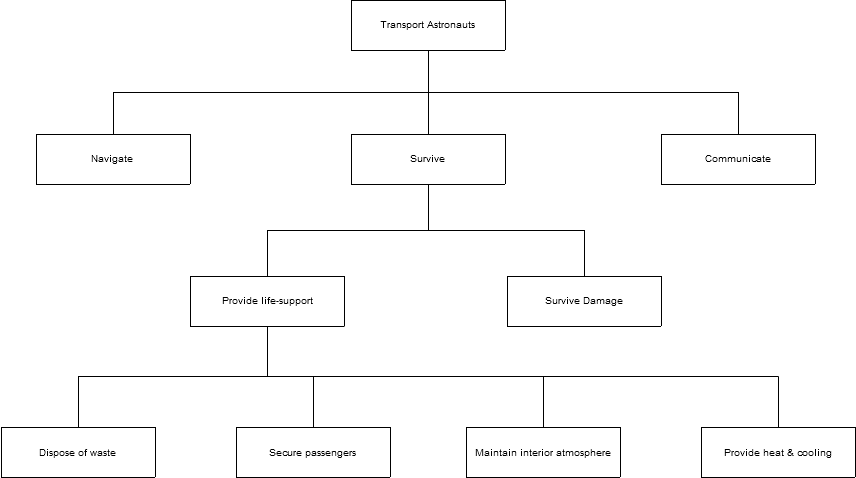 Transport Astronauts
Navigate
Survive
Communicate
Provide life-support
Survive Damage
Dispose of waste
Secure passengers
Maintain interior atmosphere
Provide heat & cooling